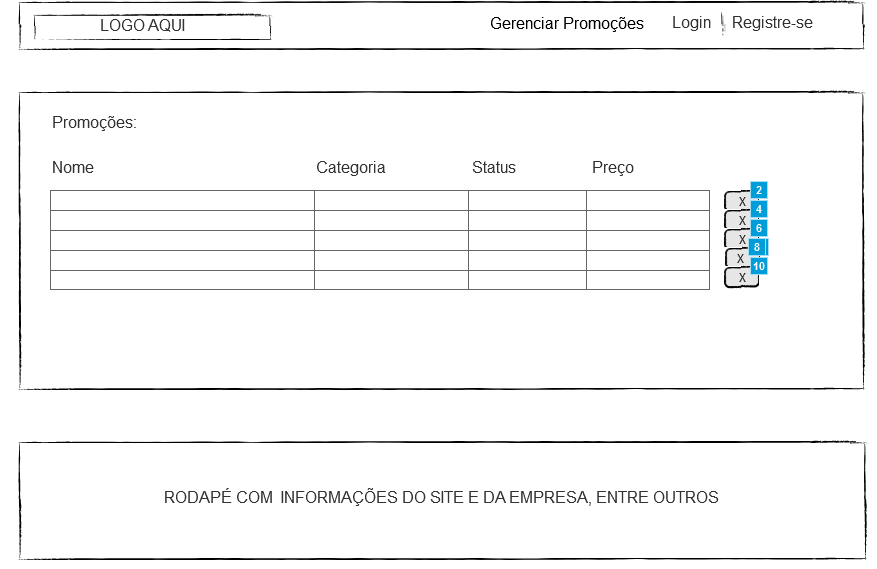 LOGO AQUI
Gerenciar Promoções
Login
Registre-se
Promoções:
Nome Categoria Status Preço
X 2
X 4
X 6
X 8
X 10
RODAPÉ COM INFORMAÇÕES DO SITE E DA EMPRESA, ENTRE OUTROS